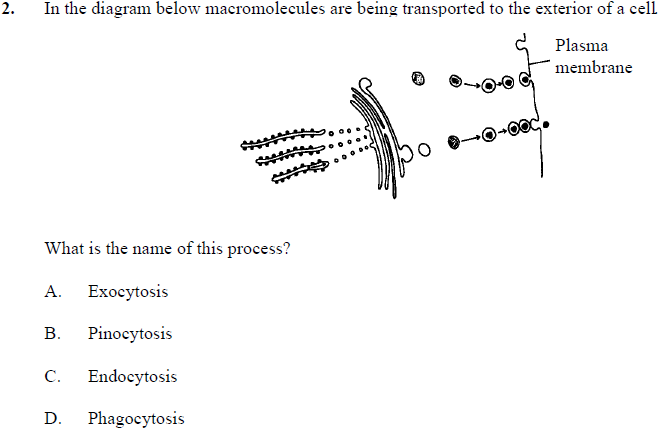 2. In the diagram below macromolecules are being transported to the exterior of a cell.
Plasma
membrane
What is the name of this process?
A. Exocytosis
B. Pinocytosis
C. Endocytosis
D. Phagocytosis